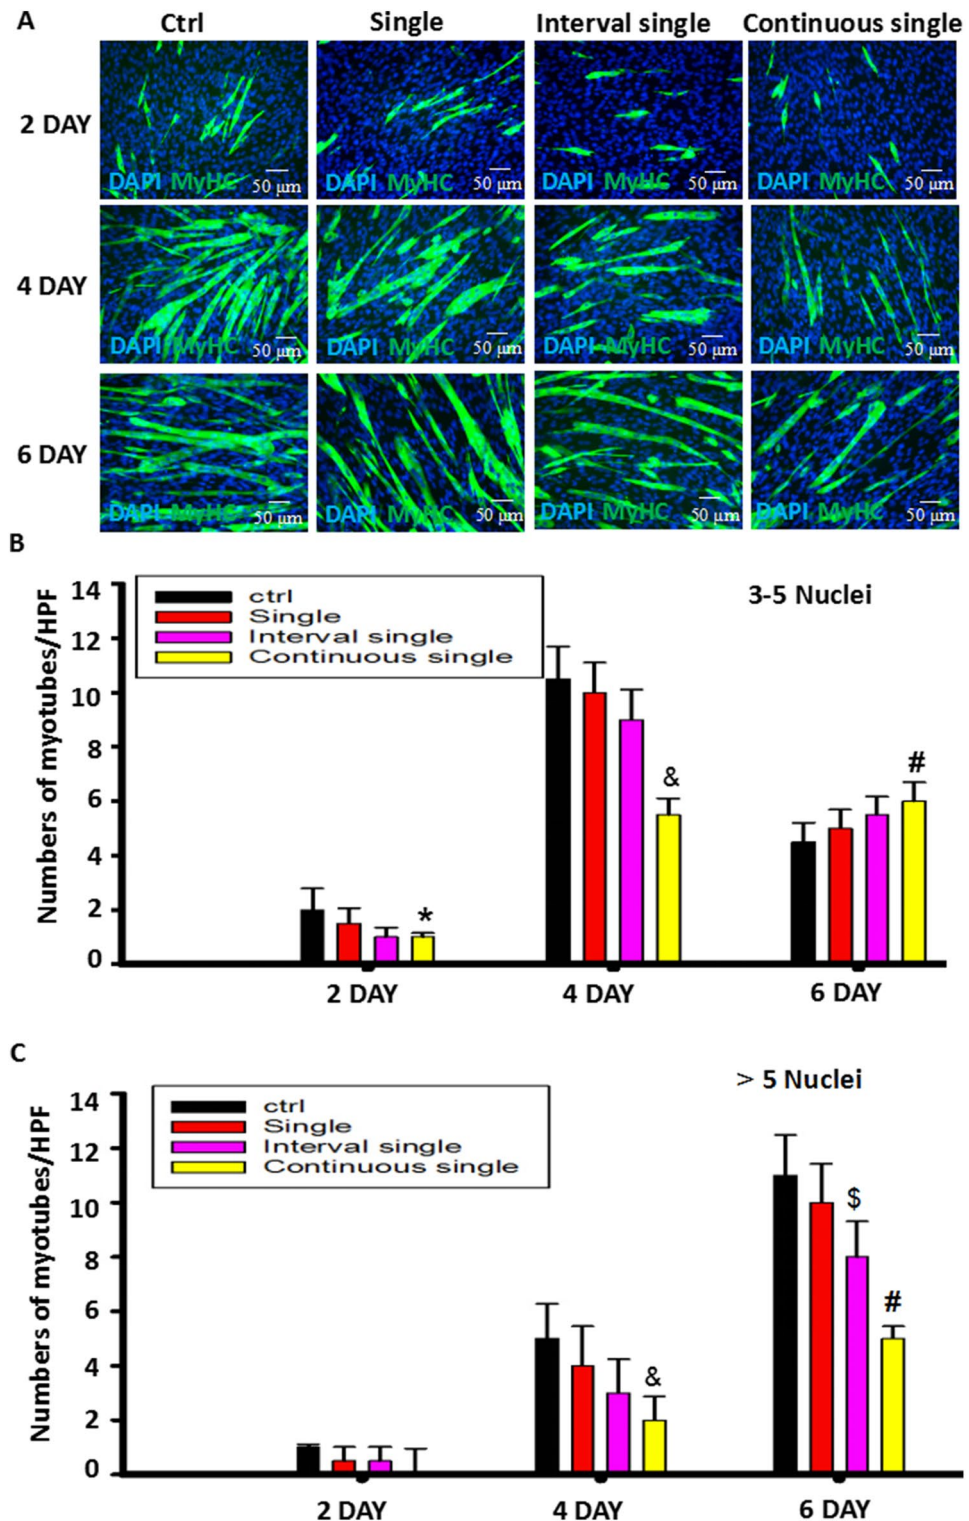 A
Ctrl Single Interval single Continuous single
2 DAY
DAPI MyHC 50 µm DAPI MyHC 50 µm DAPI MyHC 50 µm DAPI MyHC 50 µm
4 DAY
DAPI MyHC 50 µm DAPI MyHC 50 µm DAPI MyHC 50 µm DAPI MyHC 50 µm
6 DAY
DAPI MyHC 50 µm DAPI MyHC 50 µm DAPI MyHC 50 µm DAPI MyHC 50 µm
B
Numbers of myotubes/HPF
14
12
10
8
6
4
2
0
ctrl
Single
Interval single
Continuous single
3-5 Nuclei
*
&
#
2 DAY 4 DAY 6 DAY
C
Numbers of myotubes/HPF
14
12
10
8
6
4
2
0
ctrl
Single
Interval single
Continuous single
> 5 Nuclei
&
$
#
2 DAY 4 DAY 6 DAY